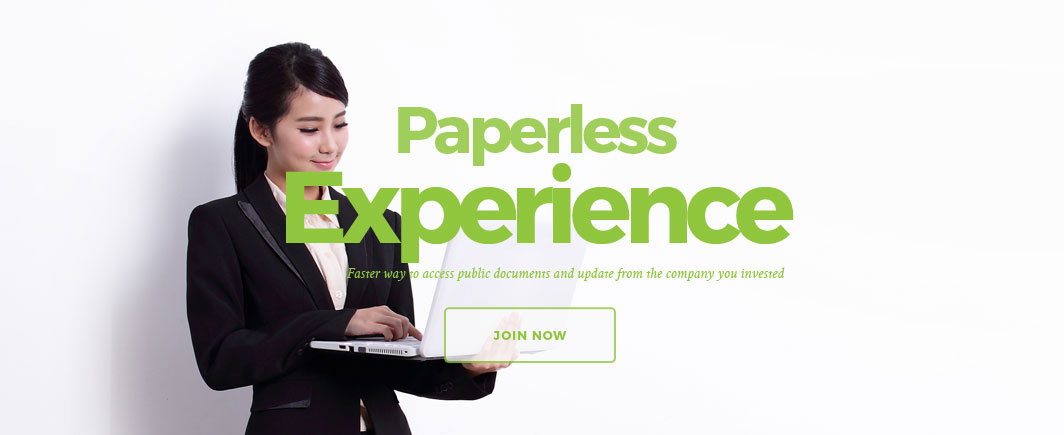 Paperless
Experience
Faster way to access public documents and update from the company you invested
JOIN NOW